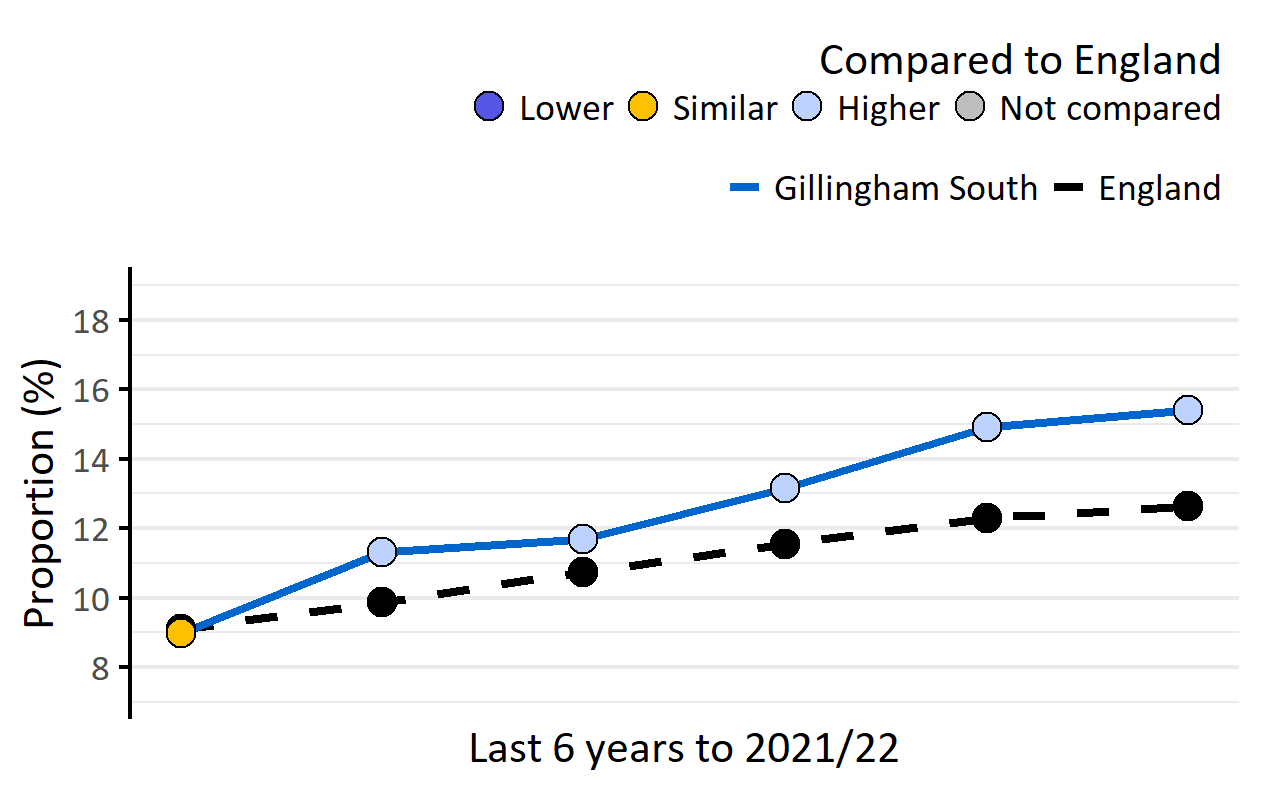 Compared to England
Lower Similar Higher Not compared
Gillingham South England
Proportion (%)
18
16
14
12
10
8
Last 6 years to 2021/22